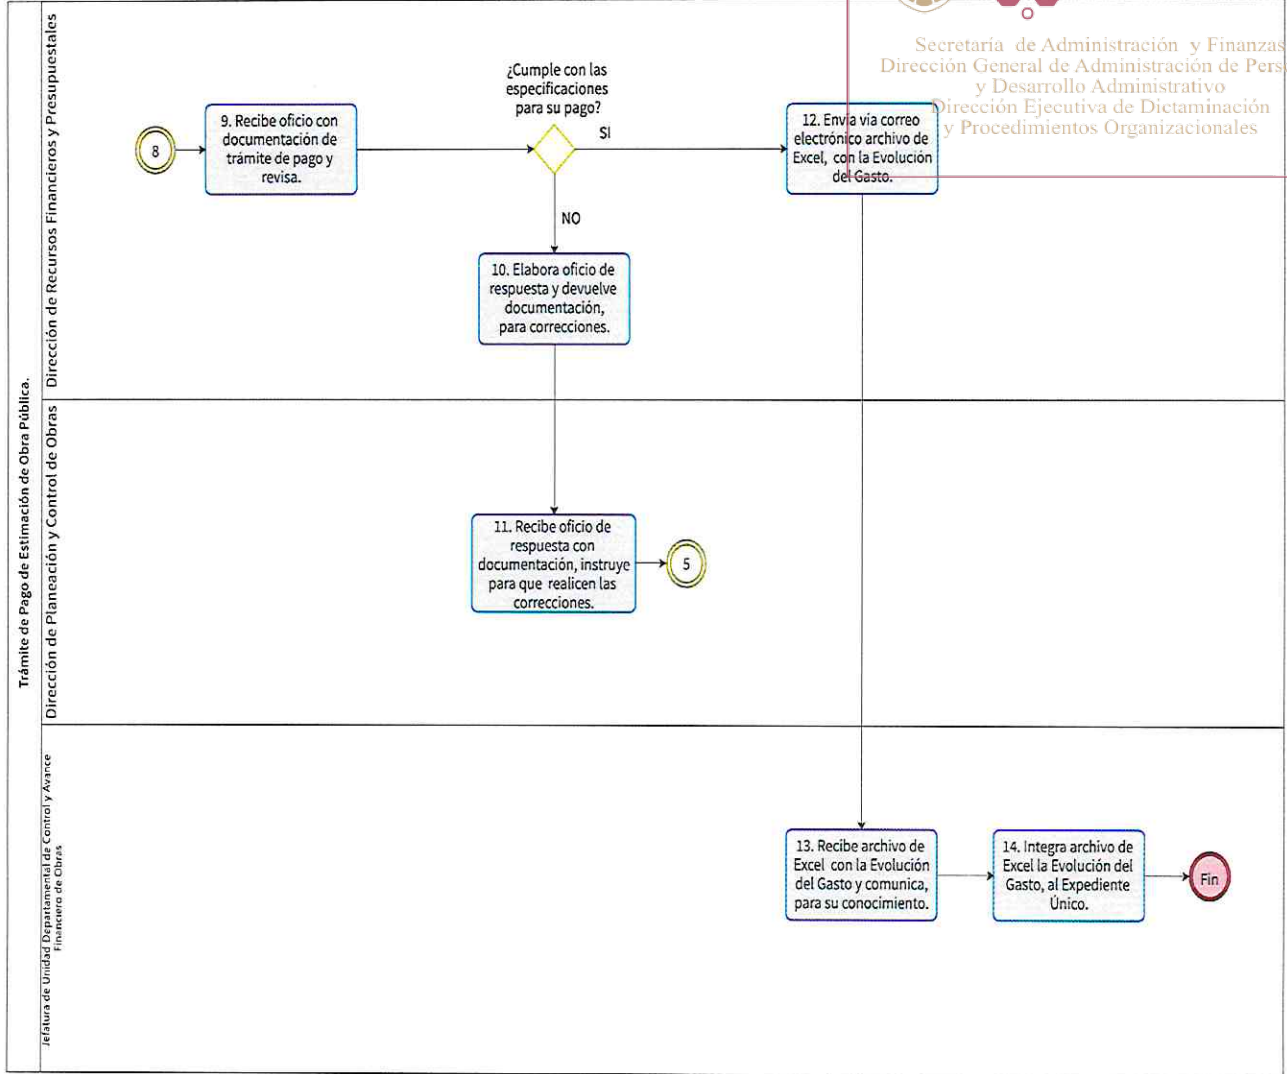 Secretaría de Administración y Finanzas
Dirección General de Administración de Pers
y Desarrollo Administrativo
Dirección Ejecutiva de Dictaminación
y Procedimientos Organizacionales
Trámite de Pago de Estimación de Obra Pública.
Dirección de Recursos Financieros y Presupuestales
8
9. Recibe oficio con
documentación de
trámite de pago y
revisa.
¿Cumple con las
especificaciones
para su pago?
SI
12. Envía vía correo
electrónico archivo de
Excel, con la Evolución
del Gasto.
NO
10. Elabora oficio de
respuesta y devuelve
documentación,
para correcciones.
Dirección de Planeación y Control de Obras
11. Recibe oficio de
respuesta con
documentación, instruye
para que realicen las
correcciones.
5
Jefatura de Unidad Departamental de Control y Avance
Financiero de Obras
13. Recibe archivo de
Excel con la Evolución
del Gasto y comunica,
para su conocimiento.
14. Integra archivo de
Excel la Evolución del
Gasto, al Expediente
Único.
Fin